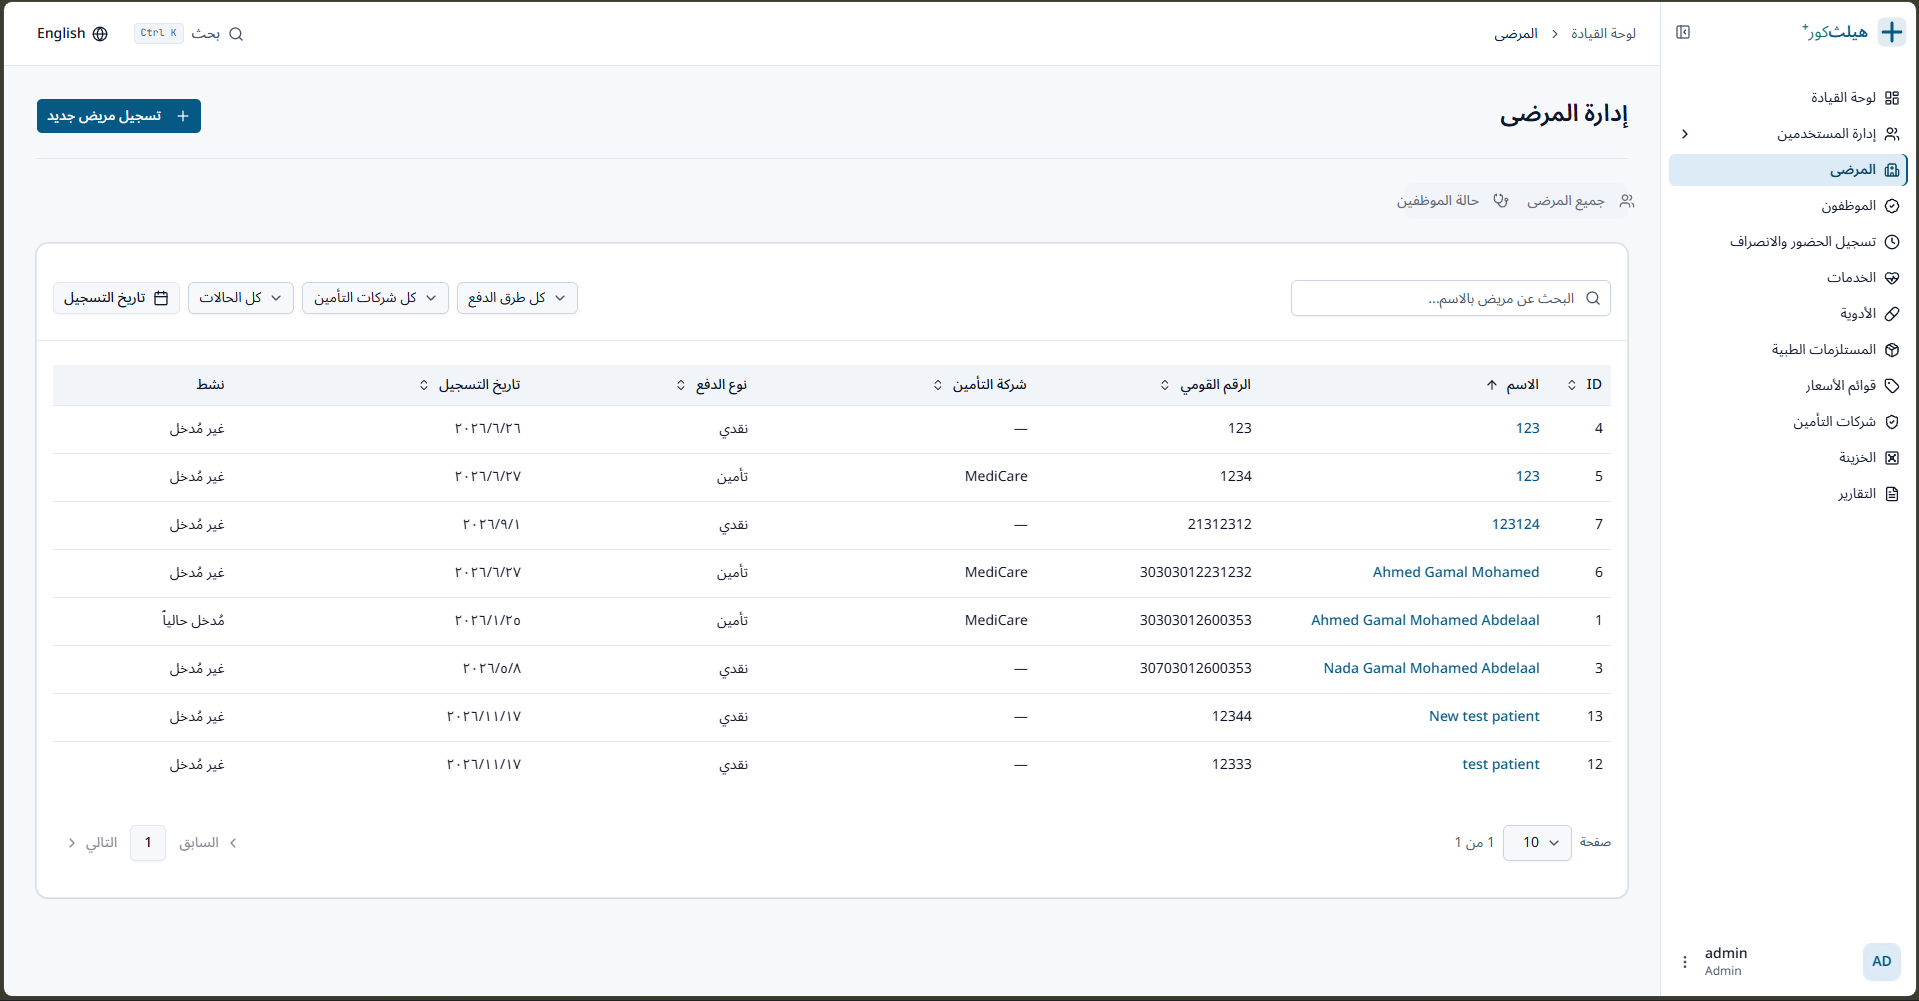 هيلث‌كور+
لوحة القيادة
إدارة المستخدمين
المرضى
الموظفون
تسجيل الحضور والانصراف
الخدمات
الأدوية
المستلزمات الطبية
قوائم الأسعار
شركات التأمين
الخزينة
التقارير
AD admin
Admin
لوحة القيادة المرضى
بحث Ctrl K English
إدارة المرضى
تسجيل مريض جديد
جميع المرضى حالة الموظفين
البحث عن مريض بالاسم... كل طرق الدفع كل شركات التأمين كل الحالات تاريخ التسجيل
ID الاسم الرقم القومي شركة التأمين نوع الدفع تاريخ التسجيل نشط
4 123 123 — نقدي ٢٠٢٦/٦/٢٦ غير مُدخل
5 123 1234 MediCare تأمين ٢٠٢٦/٦/٢٧ غير مُدخل
7 123124 21312312 — نقدي ٢٠٢٦/٩/١ غير مُدخل
6 Ahmed Gamal Mohamed 30303012231232 MediCare تأمين ٢٠٢٦/٦/٢٧ غير مُدخل
1 Ahmed Gamal Mohamed Abdelaal 30303012600353 MediCare تأمين ٢٠٢٦/١/٢٥ مُدخل حالياً
3 Nada Gamal Mohamed Abdelaal 30703012600353 — نقدي ٢٠٢٦/٥/٨ غير مُدخل
13 New test patient 12344 — نقدي ٢٠٢٦/١١/١٧ غير مُدخل
12 test patient 12333 — نقدي ٢٠٢٦/١١/١٧ غير مُدخل
صفحة 10 1 من 1 السابق 1 التالي